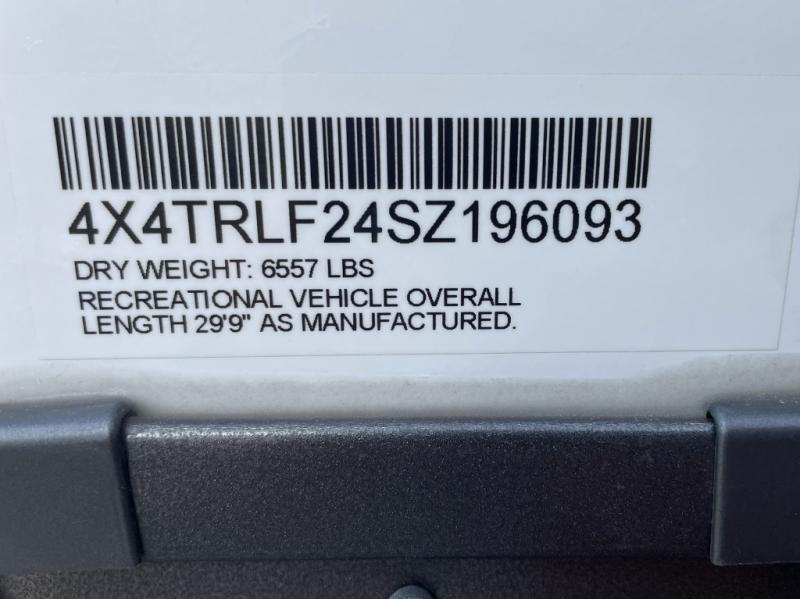 4X4TRLF24SZ196093
DRY WEIGHT: 6557 LBS
RECREATIONAL VEHICLE OVERALL
LENGTH 29'9" AS MANUFACTURED.